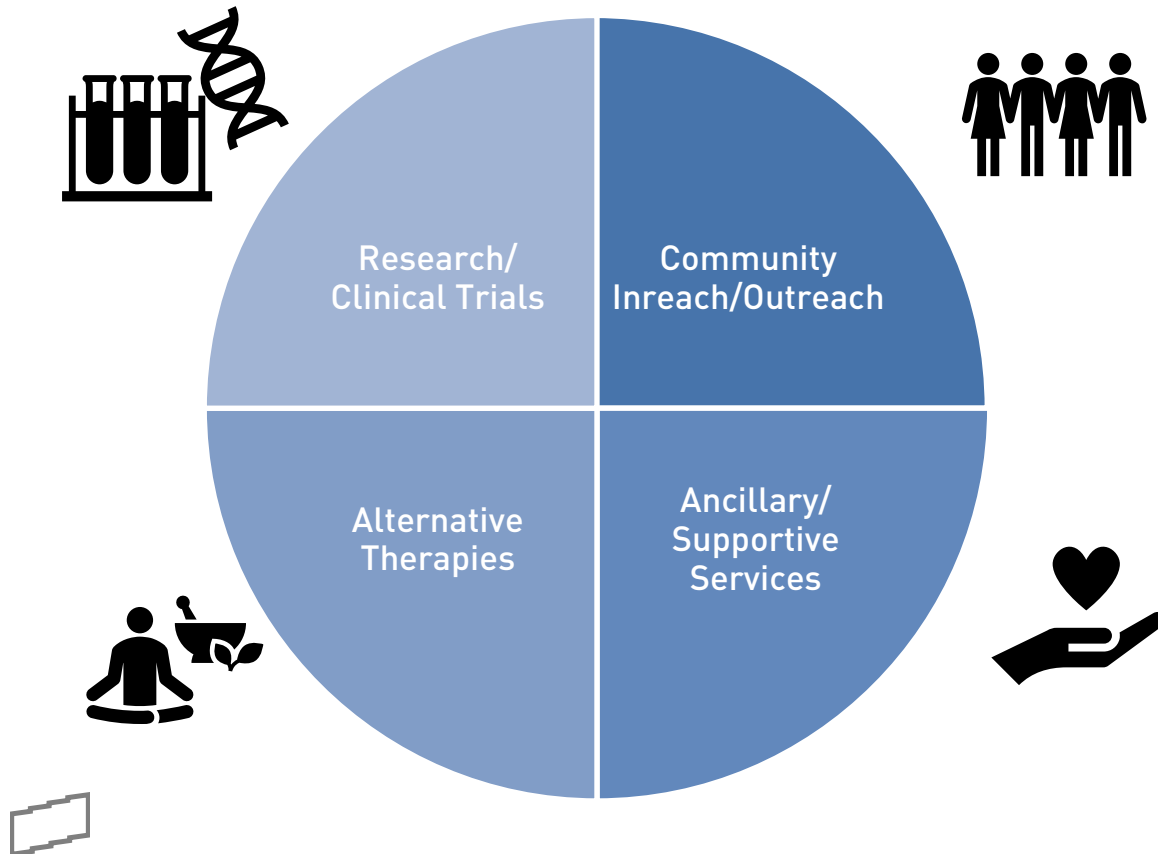 Research/
Clinical Trials
Community
Inreach/Outreach
Alternative
Therapies
Ancillary/
Supportive
Services